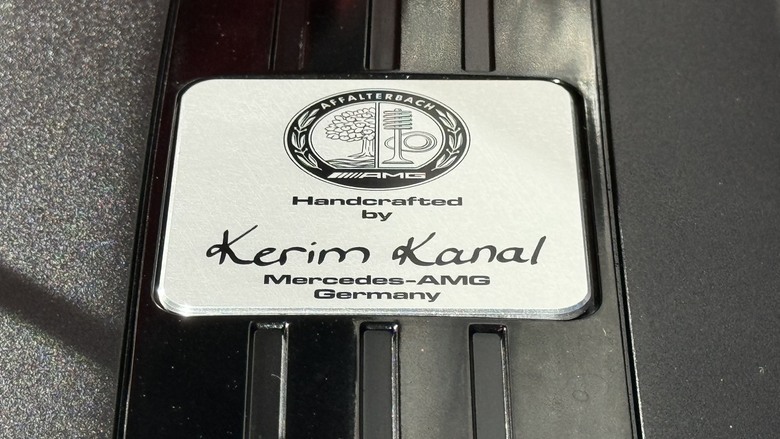 AFFALTERBACH
AMG
Handcrafted
by
Kerim Kanal
Mercedes-AMG
Germany